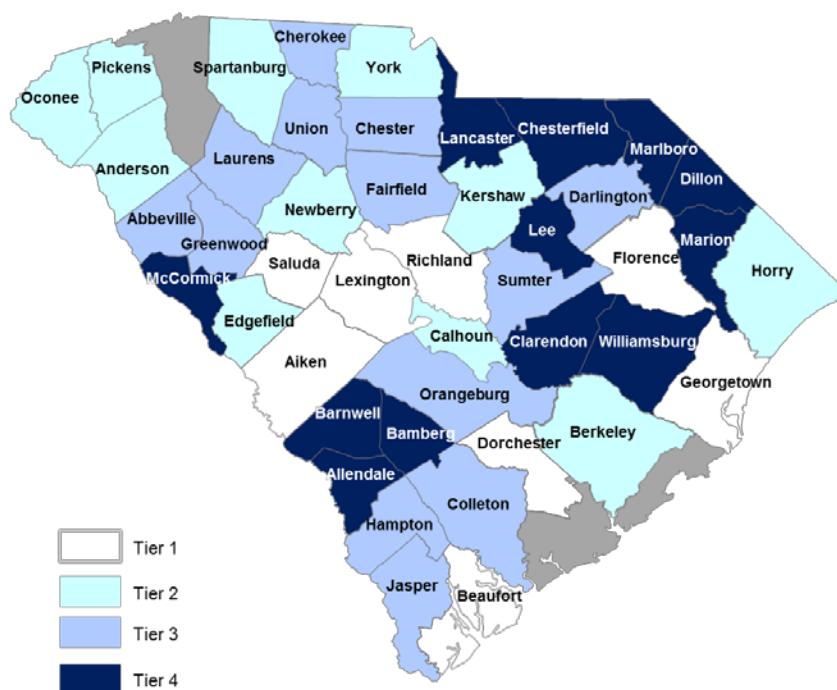 Cherokee
Pickens
Spartanburg
York
Oconee
Union
Chester
Lancaster
Chesterfield
Marlboro
Laurens
Anderson
Dillon
Fairfield
Kershaw
Darlington
Newberry
Abbeville
Lee
Greenwood
Marion
Richland
Florence
Saluda
Horry
McCormick
Lexington
Sumter
Edgefield
Calhoun
Clarendon
Williamsburg
Aiken
Georgetown
Orangeburg
Barnwell
Bamberg
Dorchester
Berkeley
Allendale
Colleton
Hampton
Tier 1
Jasper
Tier 2
Beaufort
Tier 3
Tier 4